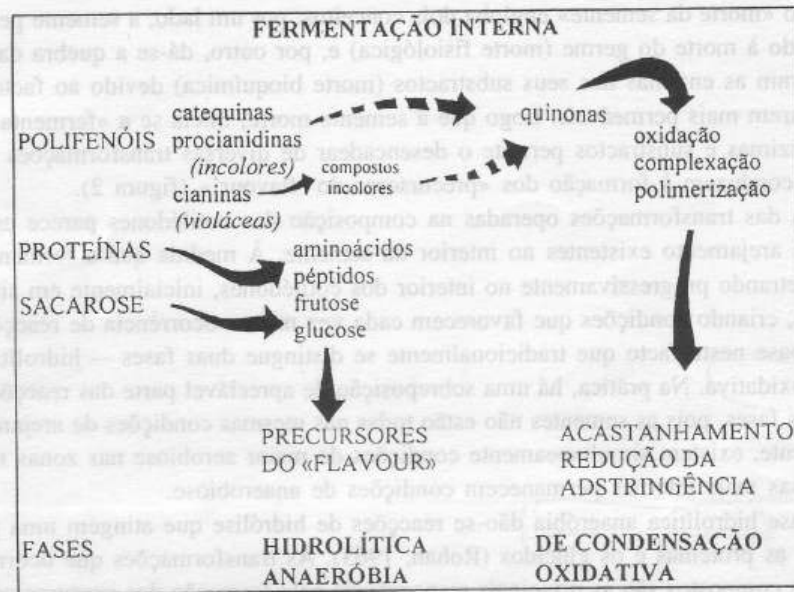 FERMENTAÇÃO INTERNA
POLIFENÓIS
catequinas
procianidinas
(incolores)
cianinas
(violáceas)
compostos
incolores
quinonas
oxidação
complexação
polimerização
PROTEÍNAS
aminoácidos
péptidos
SACAROSE
frutose
glucose
PRECURSORES
DO «FLAVOUR»
ACASTANHAMENTO
REDUÇÃO DA
ADSTRINGÊNCIA
FASES
HIDROLÍTICA
ANAERÓBIA
DE CONDENSAÇÃO
OXIDATIVA